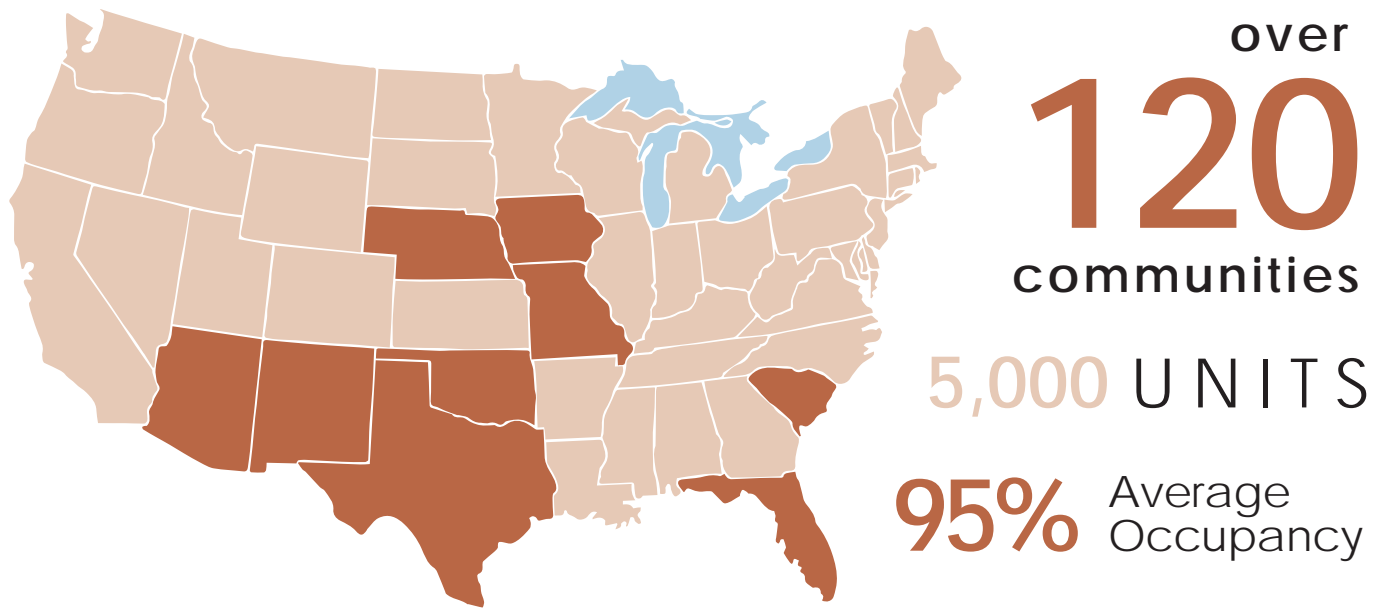 over
120
communities
5,000 UNITS
95% Average
Occupancy